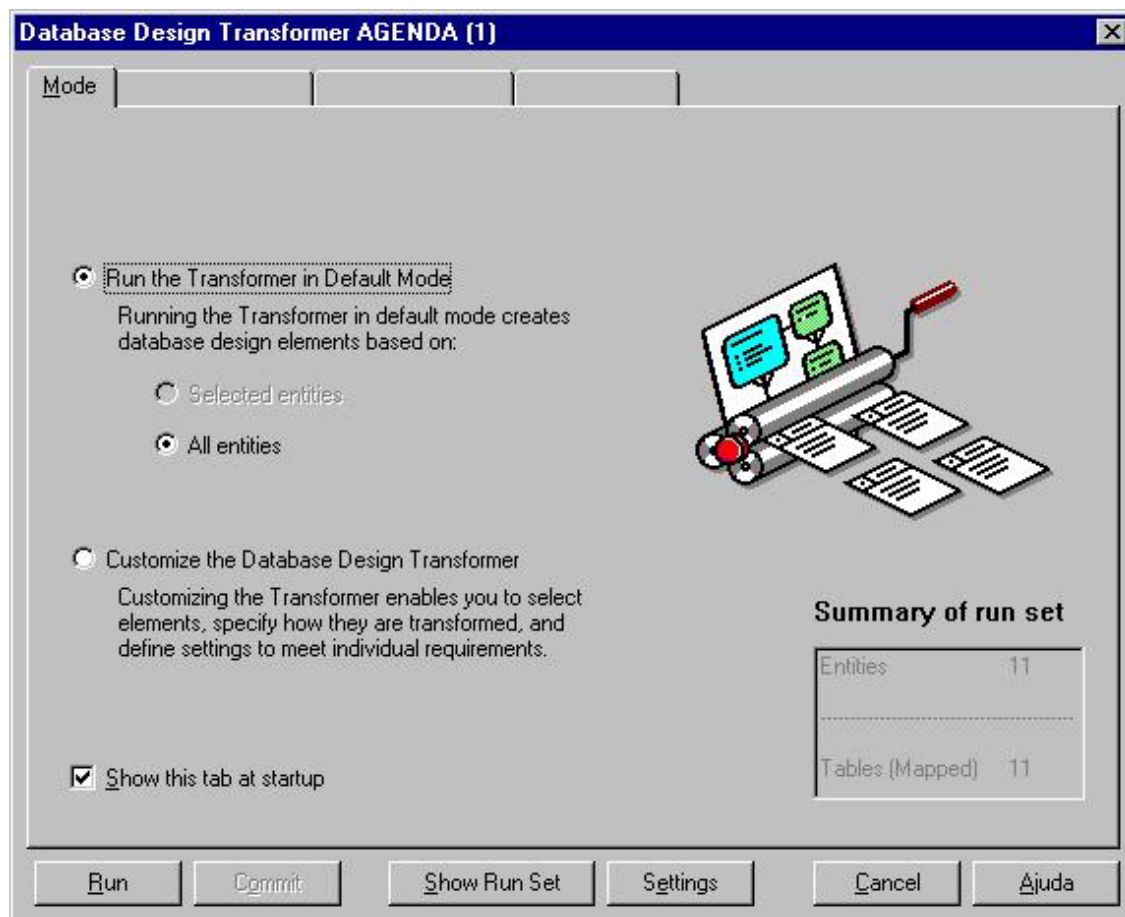 Database Design Transformer AGENDA (1)
Mode
Run the Transformer in Default Mode
Running the Transformer in default mode creates
database design elements based on:
Selected entities
All entities
Customize the Database Design Transformer
Customizing the Transformer enables you to select
elements, specify how they are transformed, and
define settings to meet individual requirements.
Summary of run set
Entities 11
Tables (Mapped) 11
Show this tab at startup
Run Commit Show Run Set Settings Cancel Ajuda